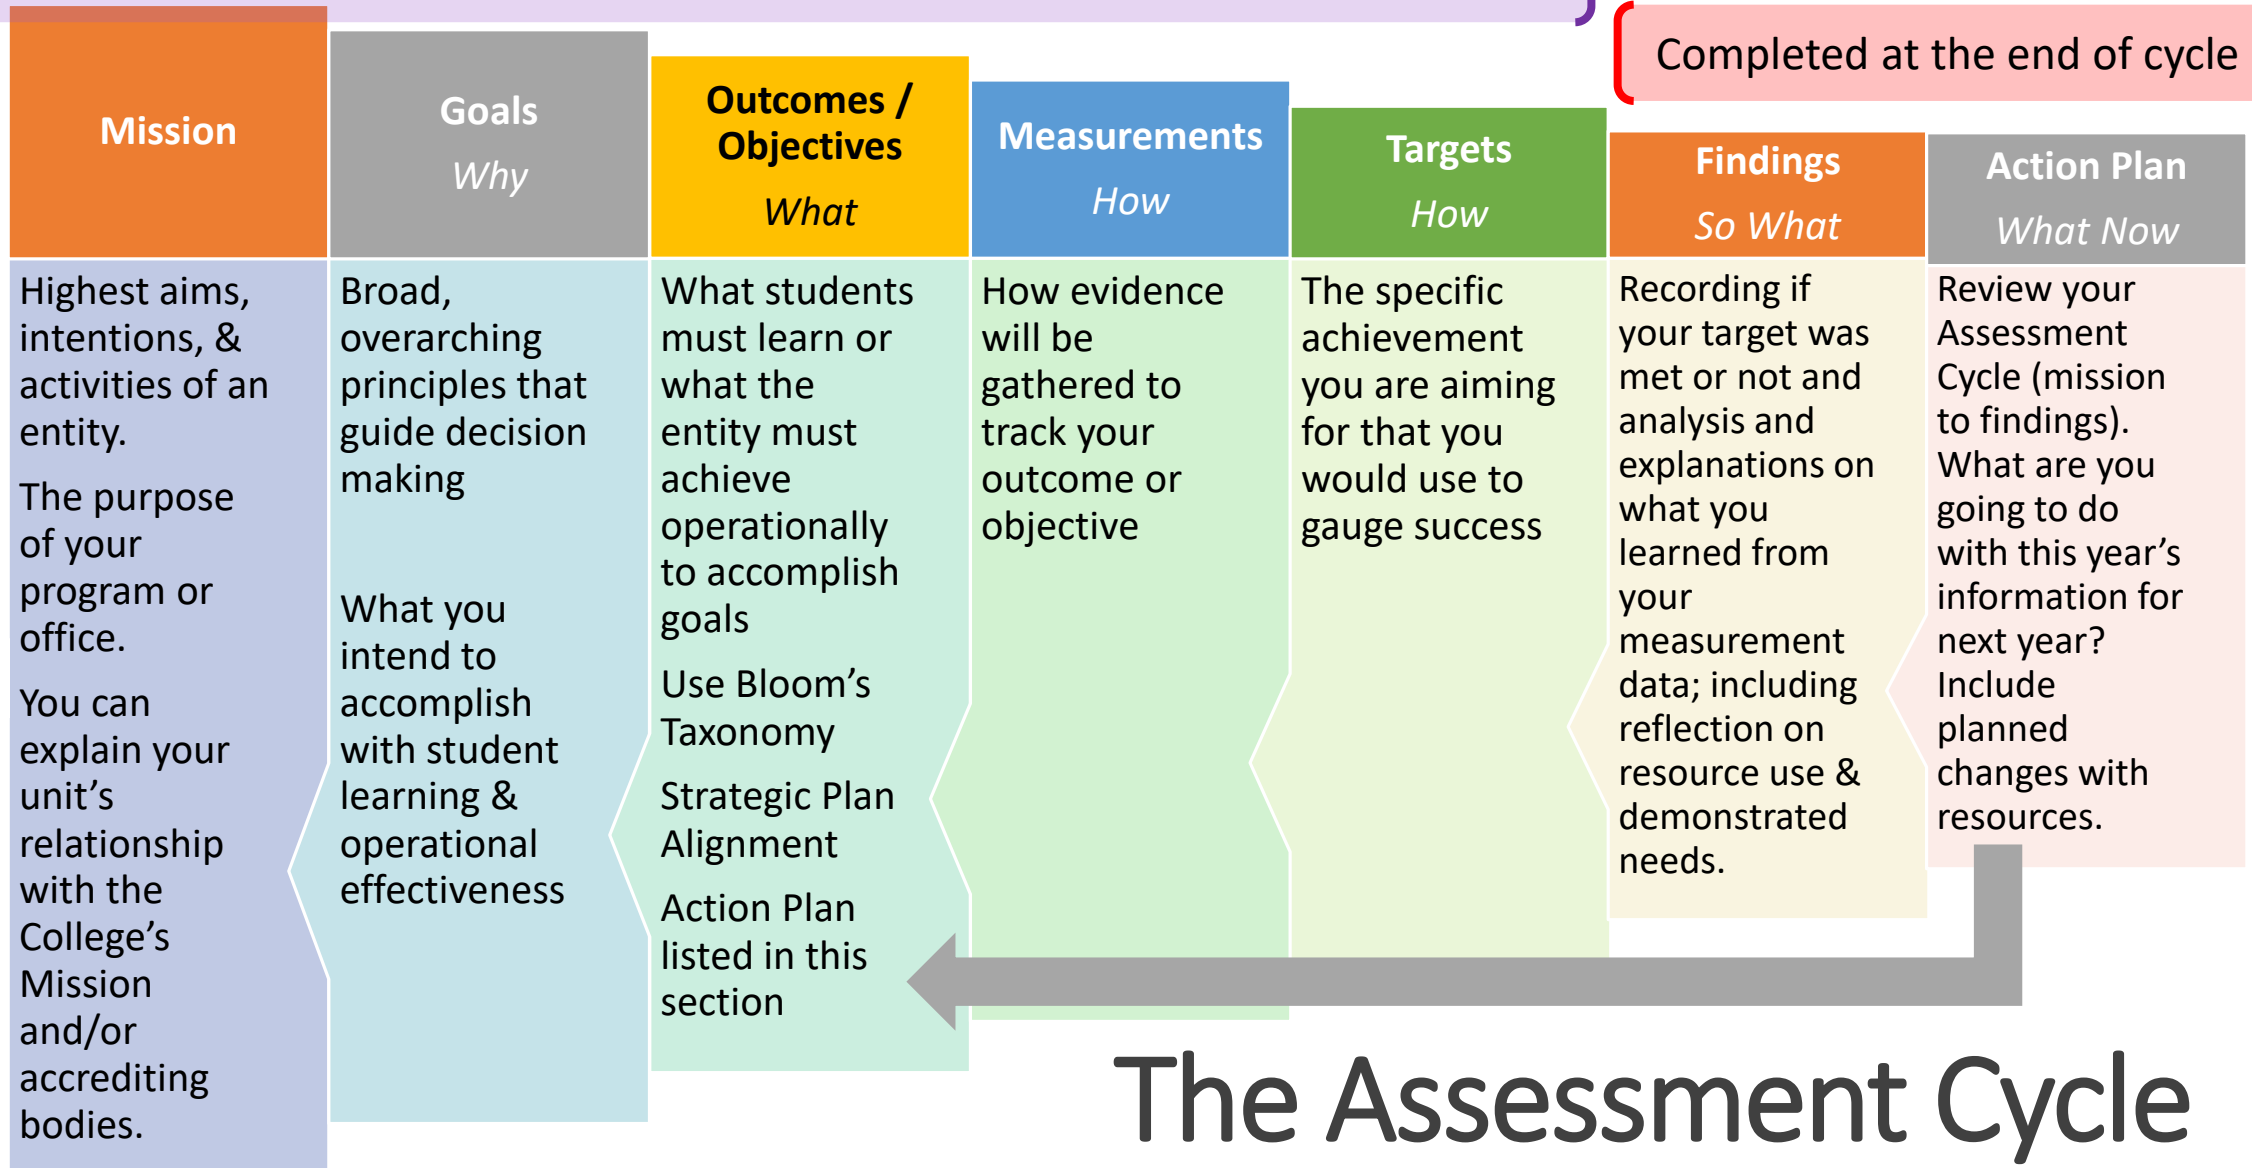 Completed at the end of cycle
Mission
Highest aims,
intentions, &
activities of an
entity.
The purpose
of your
program or
office.
You can
explain your
unit’s
relationship
with the
College’s
Mission
and/or
accrediting
bodies.
Goals
Why
Broad,
overarching
principles that
guide decision
making
What you
intend to
accomplish
with student
learning &
operational
effectiveness
Outcomes /
Objectives
What
What students
must learn or
what the
entity must
achieve
operationally
to accomplish
goals
Use Bloom’s
Taxonomy
Strategic Plan
Alignment
Action Plan
listed in this
section
Measurements
How
How evidence
will be
gathered to
track your
outcome or
objective
Targets
How
The specific
achievement
you are aiming
for that you
would use to
gauge success
Findings
So What
Recording if
your target was
met or not and
analysis and
explanations on
what you
learned from
your
measurement
data; including
reflection on
resource use &
demonstrated
needs.
Action Plan
What Now
Review your
Assessment
Cycle (mission
to findings).
What are you
going to do
with this year’s
information for
next year?
Include
planned
changes with
resources.
The Assessment Cycle